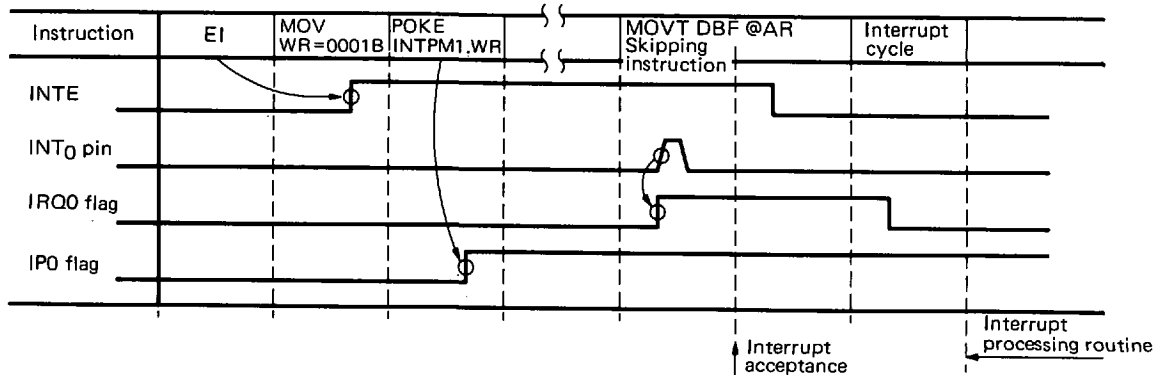 Instruction
EI
MOV
WR=0001B
POKE
INTPM1,WR
MOVT DBF @AR
Skipping
instruction
Interrupt
cycle
INTE
INT0 pin
IRQ0 flag
IP0 flag
Interrupt
acceptance
Interrupt
processing routine